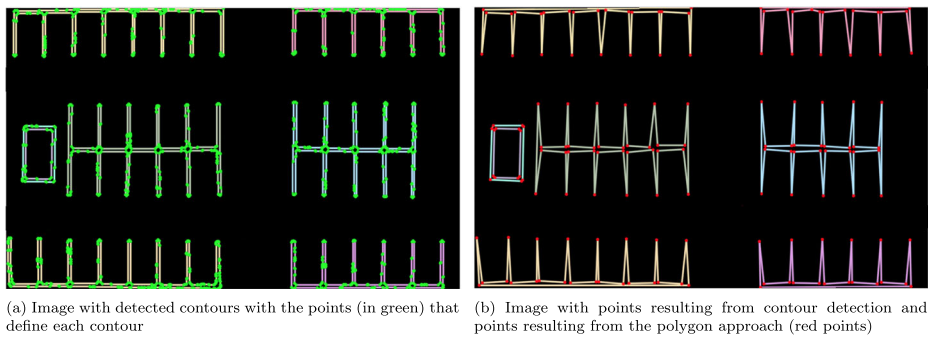 (a) Image with detected contours with the points (in green) that
define each contour
(b) Image with points resulting from contour detection and
points resulting from the polygon approach (red points)